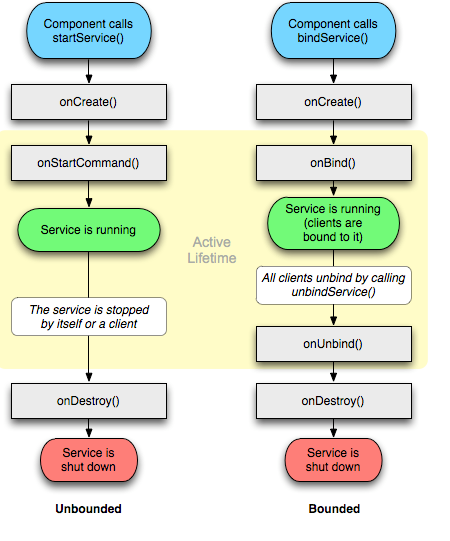 Component calls
startService()
onCreate()
onStartCommand()
Service is running
The service is stopped
by itself or a client
onDestroy()
Service is
shut down
Unbounded
Active
Lifetime
Component calls
bindService()
onCreate()
onBind()
Service is running
(clients are
bound to it)
All clients unbind by calling
unbindService()
onUnbind()
onDestroy()
Service is
shut down
Bounded